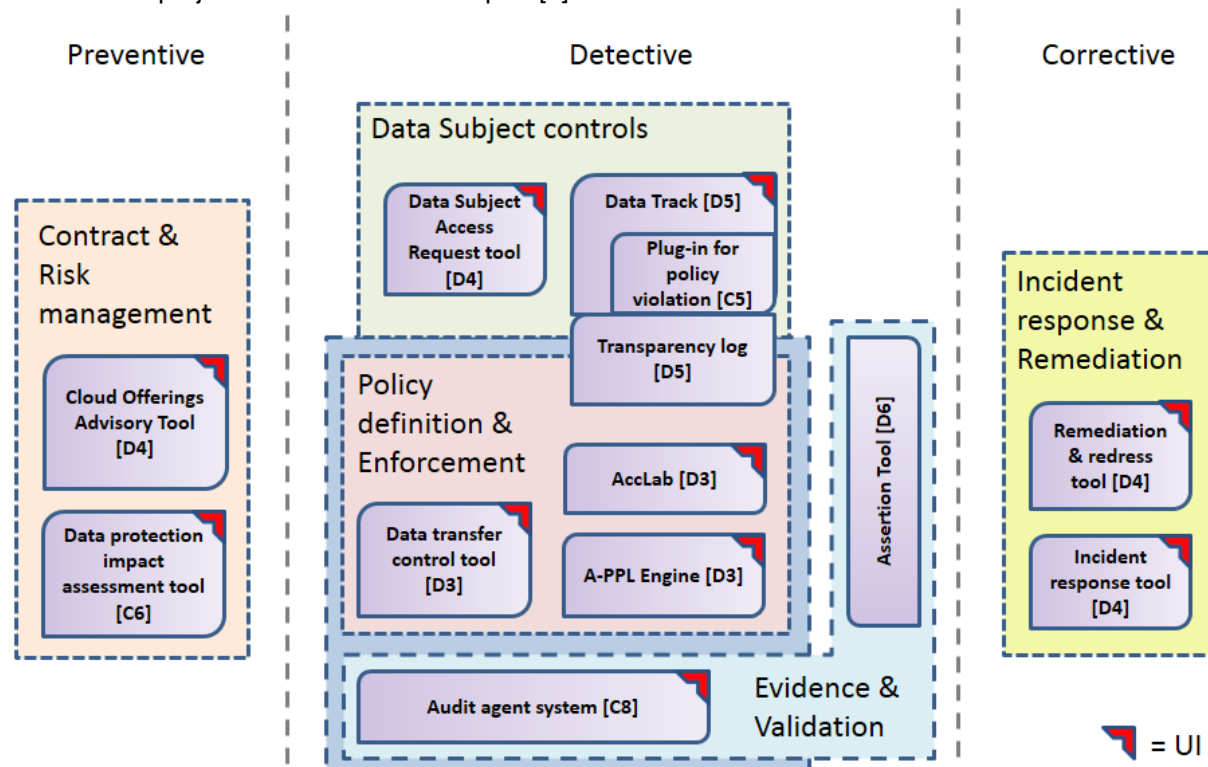 Preventive
Detective
Corrective
Data Subject controls
Data Subject
Access
Request tool
[D4]
Data Track [D5]
Plug-in for
policy
violation [C5]
Transparency log
[D5]
Contract &
Risk
management
Cloud Offerings
Advisory Tool
[D4]
Data protection
impact
assessment tool
[C6]
Policy
definition &
Enforcement
AccLab [D3]
Data transfer
control tool
[D3]
A-PPL Engine [D3]
Assertion Tool [D6]
Audit agent system [C8]
Evidence &
Validation
Incident
response &
Remediation
Remediation
& redress
tool [D4]
Incident
response tool
[D4]
= UI